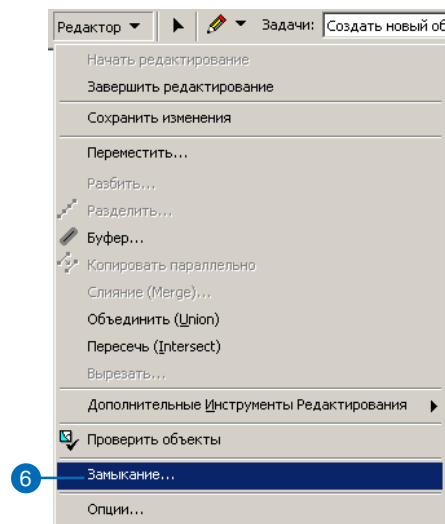 Редактор Задачи: Создать новый об
Начать редактирование
Завершить редактирование
Сохранить изменения
Переместить...
Разбить...
Разделить...
Буфер...
Копировать параллельно
Слияние (Merge)...
Объединить (Union)
Пересечь (Intersect)
Вырезать...
Дополнительные Инструменты Редактирования
Проверить объекты
6 Замыкание...
Опции...